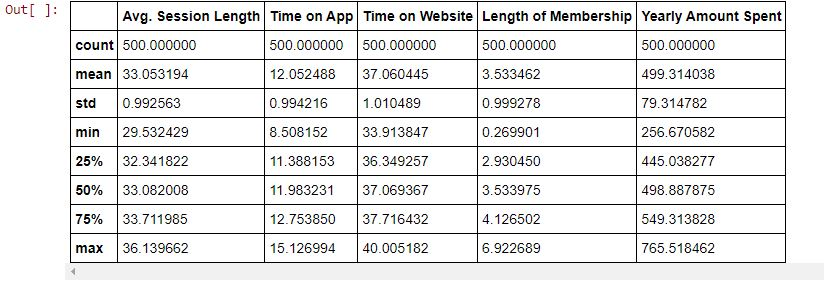 Out[ ]:
Avg. Session Length Time on App Time on Website Length of Membership Yearly Amount Spent
count 500.000000 500.000000 500.000000 500.000000 500.000000
mean 33.053194 12.052488 37.060445 3.533462 499.314038
std 0.992563 0.994216 1.010489 0.999278 79.314782
min 29.532429 8.508152 33.913847 0.269901 256.670582
25% 32.341822 11.388153 36.349257 2.930450 445.038277
50% 33.082008 11.983231 37.069367 3.533975 498.887875
75% 33.711985 12.753850 37.716432 4.126502 549.313828
max 36.139662 15.126994 40.005182 6.922689 765.518462